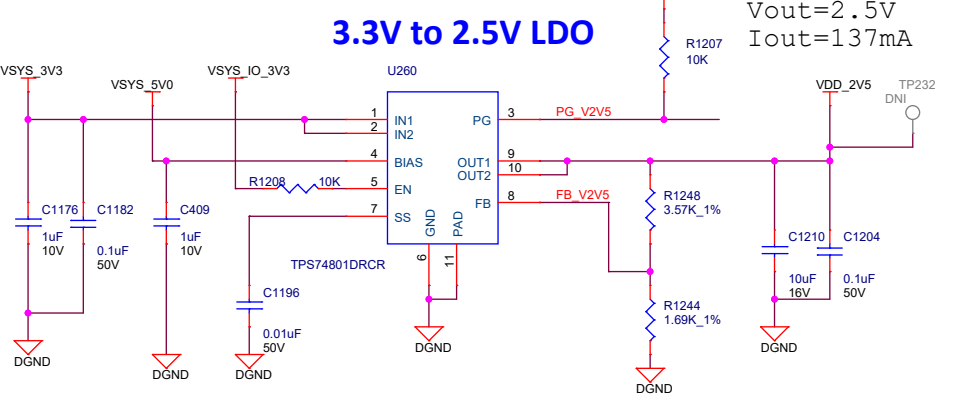 3.3V to 2.5V LDO
Vout=2.5V
Iout=137mA
R1207
10K
VSYS_3V3
VSYS_5V0
VSYS_IO_3V3
U260
VDD_2V5
TP232
DNI
1
IN1
2
IN2
4
BIAS
5
EN
7
SS
PG
3
PG_V2V5
OUT1
9
OUT2
10
FB
8
FB_V2V5
GND
6
PAD
11
R1208
10K
TPS74801DRCR
C1176
1uF
10V
C1182
0.1uF
50V
C409
1uF
10V
C1196
0.01uF
50V
R1248
3.57K_1%
R1244
1.69K_1%
C1210
10uF
16V
C1204
0.1uF
50V
DGND
DGND
DGND
DGND
DGND
DGND